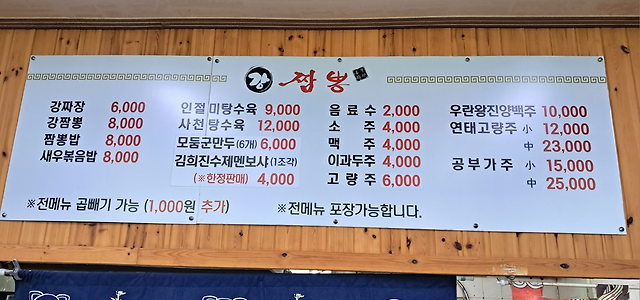 강 짬뽕
강짜장 6,000
강짬뽕 8,000
짬뽕밥 8,000
새우볶음밥 8,000
인절미탕수육 9,000
사천탕수육 12,000
모둠군만두(6개) 6,000
김희진수제멘보샤(1조각)
(※한정판매) 4,000
음료수 2,000
소주 4,000
맥주 4,000
이과두주 4,000
고량주 6,000
우란왕진양백주 10,000
연태고량주 小 12,000
中 23,000
공부가주 小 15,000
中 25,000
※전메뉴 곱빼기 가능 (1,000원 추가)
※전메뉴 포장가능합니다.